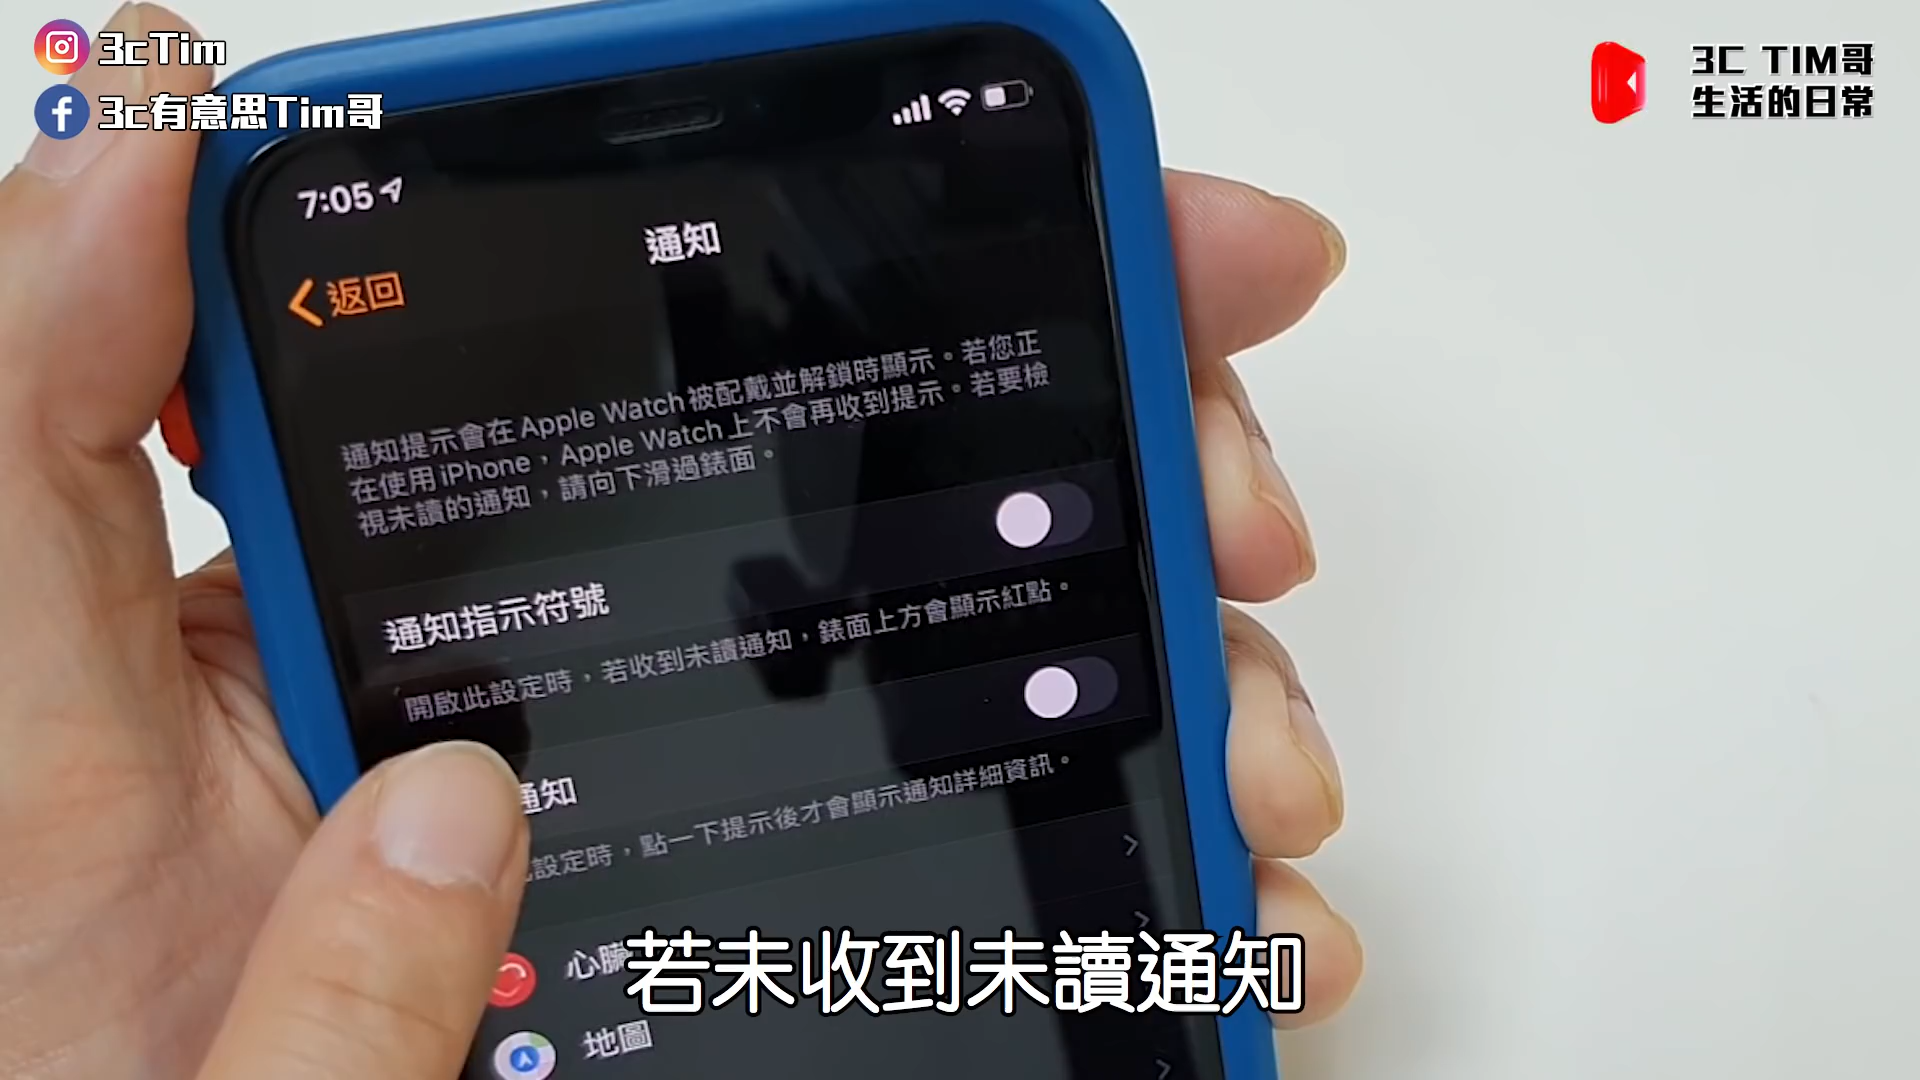 3cTim
3c有意思Tim哥
3C TIM哥
生活的日常
7:05
通知
返回
通知提示會在 Apple Watch 被配戴並解鎖時顯示。若您正
在使用 iPhone，Apple Watch 上不會再收到提示。若要檢
視未讀的通知，請向下滑過錶面。
通知指示符號
開啟此設定時，若收到未讀通知，錶面上方會顯示紅點。
通知
設定時，點一下提示後才會顯示通知詳細資訊。
心臟
地圖
若未收到未讀通知